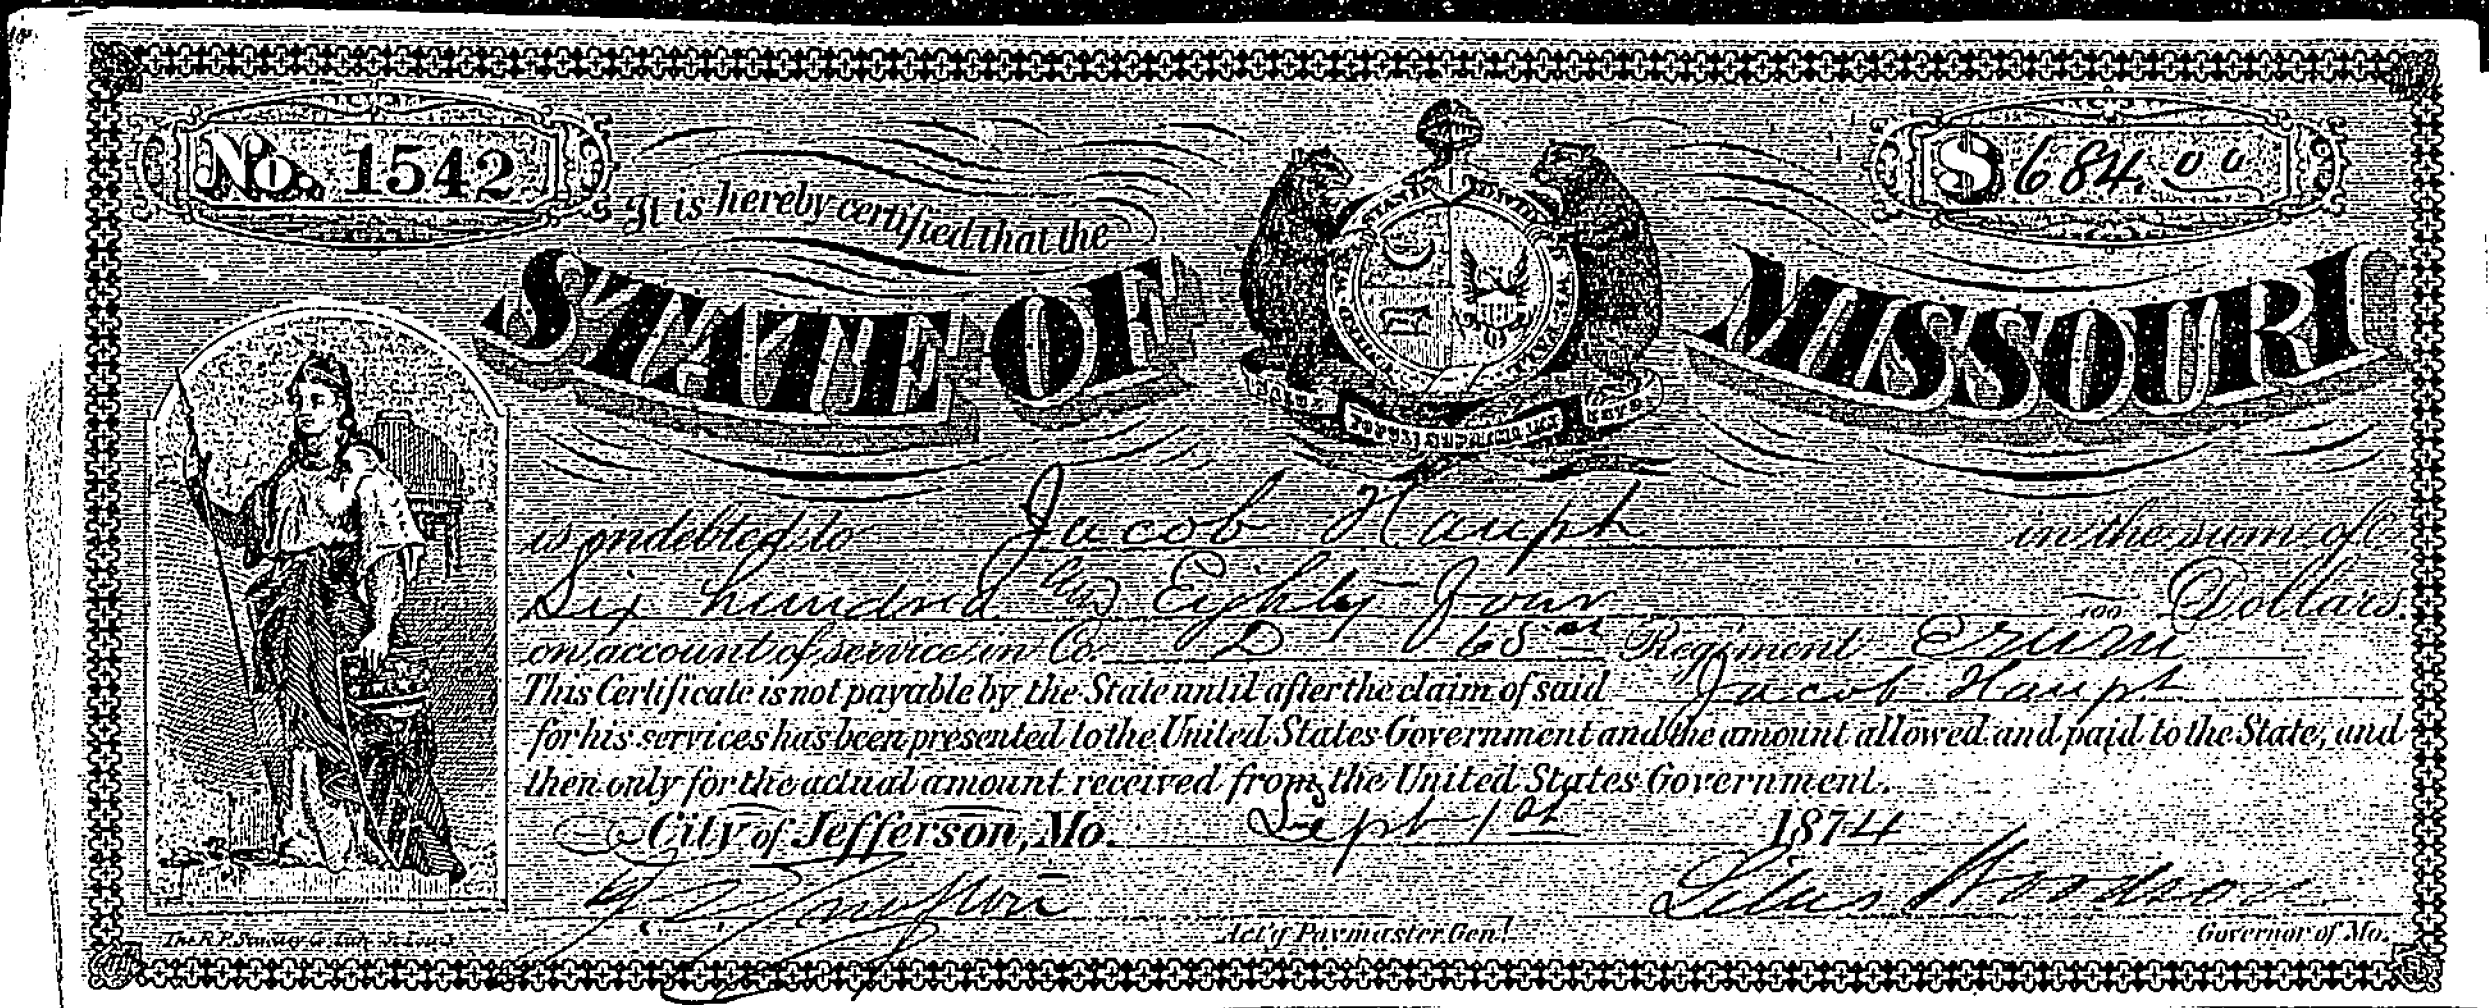 No. 1542
$ 684.00
It is hereby certified that the
STATE OF MISSOURI
is indebted to Jacob Haupt in the sum of
Six hundred and Eighty Four 100 Dollars
on account of service in Co. D 65th Regiment
This Certificate is not payable by the State until after the claim of said Jacob Haupt
for his services has been presented to the United States Government and the amount allowed and paid to the State, and
then only for the actual amount received from the United States Government.
City of Jefferson, Mo. Sept 1st 1874
Silas Woodson
Act'g Paymaster Gen'l Governor of Mo.